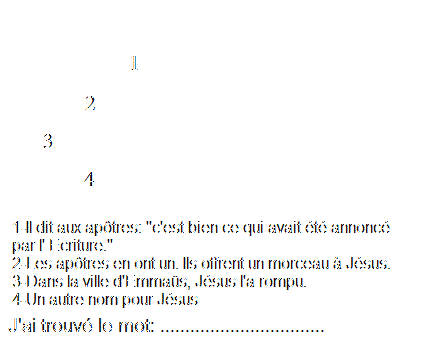 1
2
3
4
1-Il dit aux apôtres: "c'est bien ce qui avait été annoncé
par l' Ecriture."
2-Les apôtres en ont un. Ils offrent un morceau à Jésus.
3-Dans la ville d'Emmaüs, Jésus l'a rompu.
4-Un autre nom pour Jésus
J'ai trouvé le mot: .................................